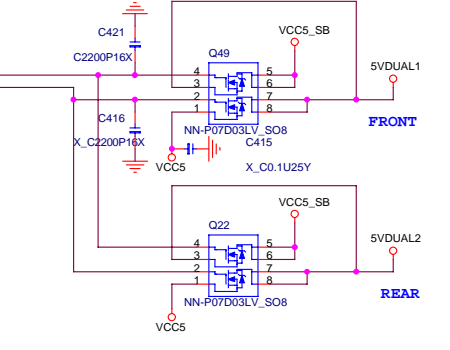 C421
C2200P16X
VCC5_SB
Q49
4 5
3 6
2 7
1 8
5VDUAL1
FRONT
C416
X_C2200P16X
NN-P07D03LV_SO8
C415
VCC5
X_C0.1U25Y
VCC5_SB
Q22
4 5
3 6
2 7
1 8
5VDUAL2
REAR
NN-P07D03LV_SO8
VCC5